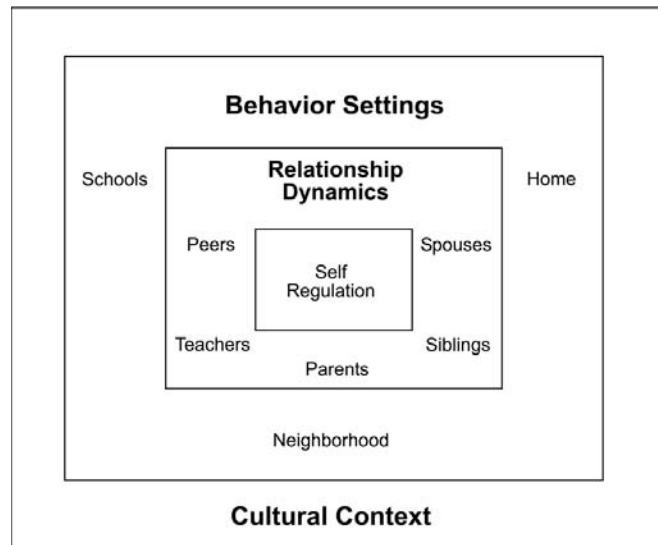 Behavior Settings
Schools
Relationship
Dynamics
Home
Peers
Spouses
Self
Regulation
Teachers
Siblings
Parents
Neighborhood
Cultural Context